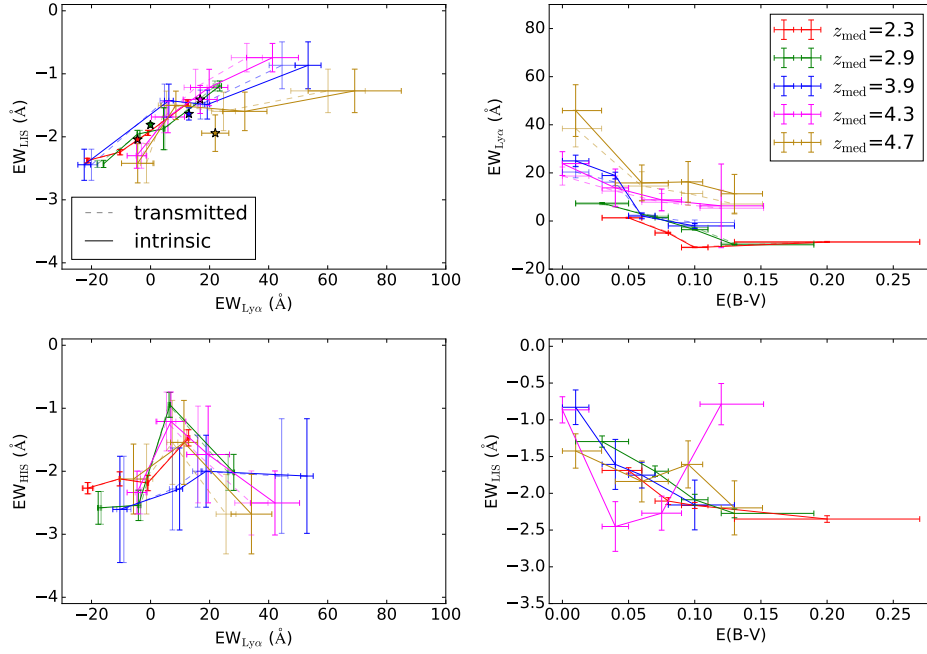 0
−1
−2
−3
−4
EW_LIS (Å)
transmitted
intrinsic
−20 0 20 40 60 80 100
EW_Lyα (Å)
100
80
60
40
20
0
−20
EW_Lyα (Å)
z_med=2.3
z_med=2.9
z_med=3.9
z_med=4.3
z_med=4.7
0.00 0.05 0.10 0.15 0.20 0.25
E(B-V)
0
−1
−2
−3
−4
EW_HIS (Å)
−20 0 20 40 60 80 100
EW_Lyα (Å)
0.0
−0.5
−1.0
−1.5
−2.0
−2.5
−3.0
−3.5
EW_LIS (Å)
0.00 0.05 0.10 0.15 0.20 0.25
E(B-V)